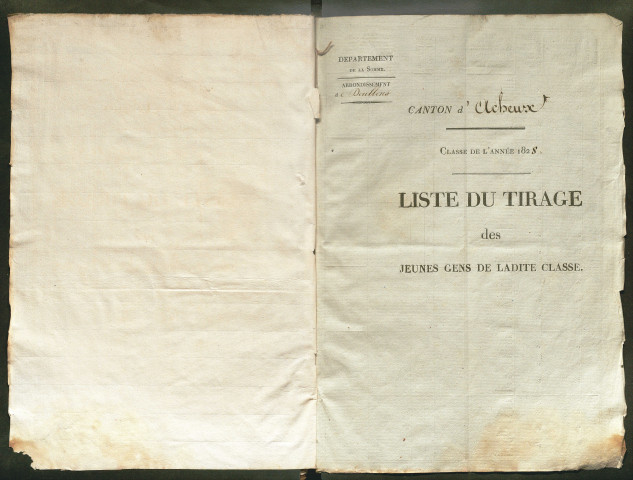 DÉPARTEMENT
DE LA SOMME.
ARRONDISSEMENT
de Doullens
CANTON d'Acheux
CLASSE DE L'ANNÉE 1828.
LISTE DU TIRAGE
des
JEUNES GENS DE LADITE CLASSE.